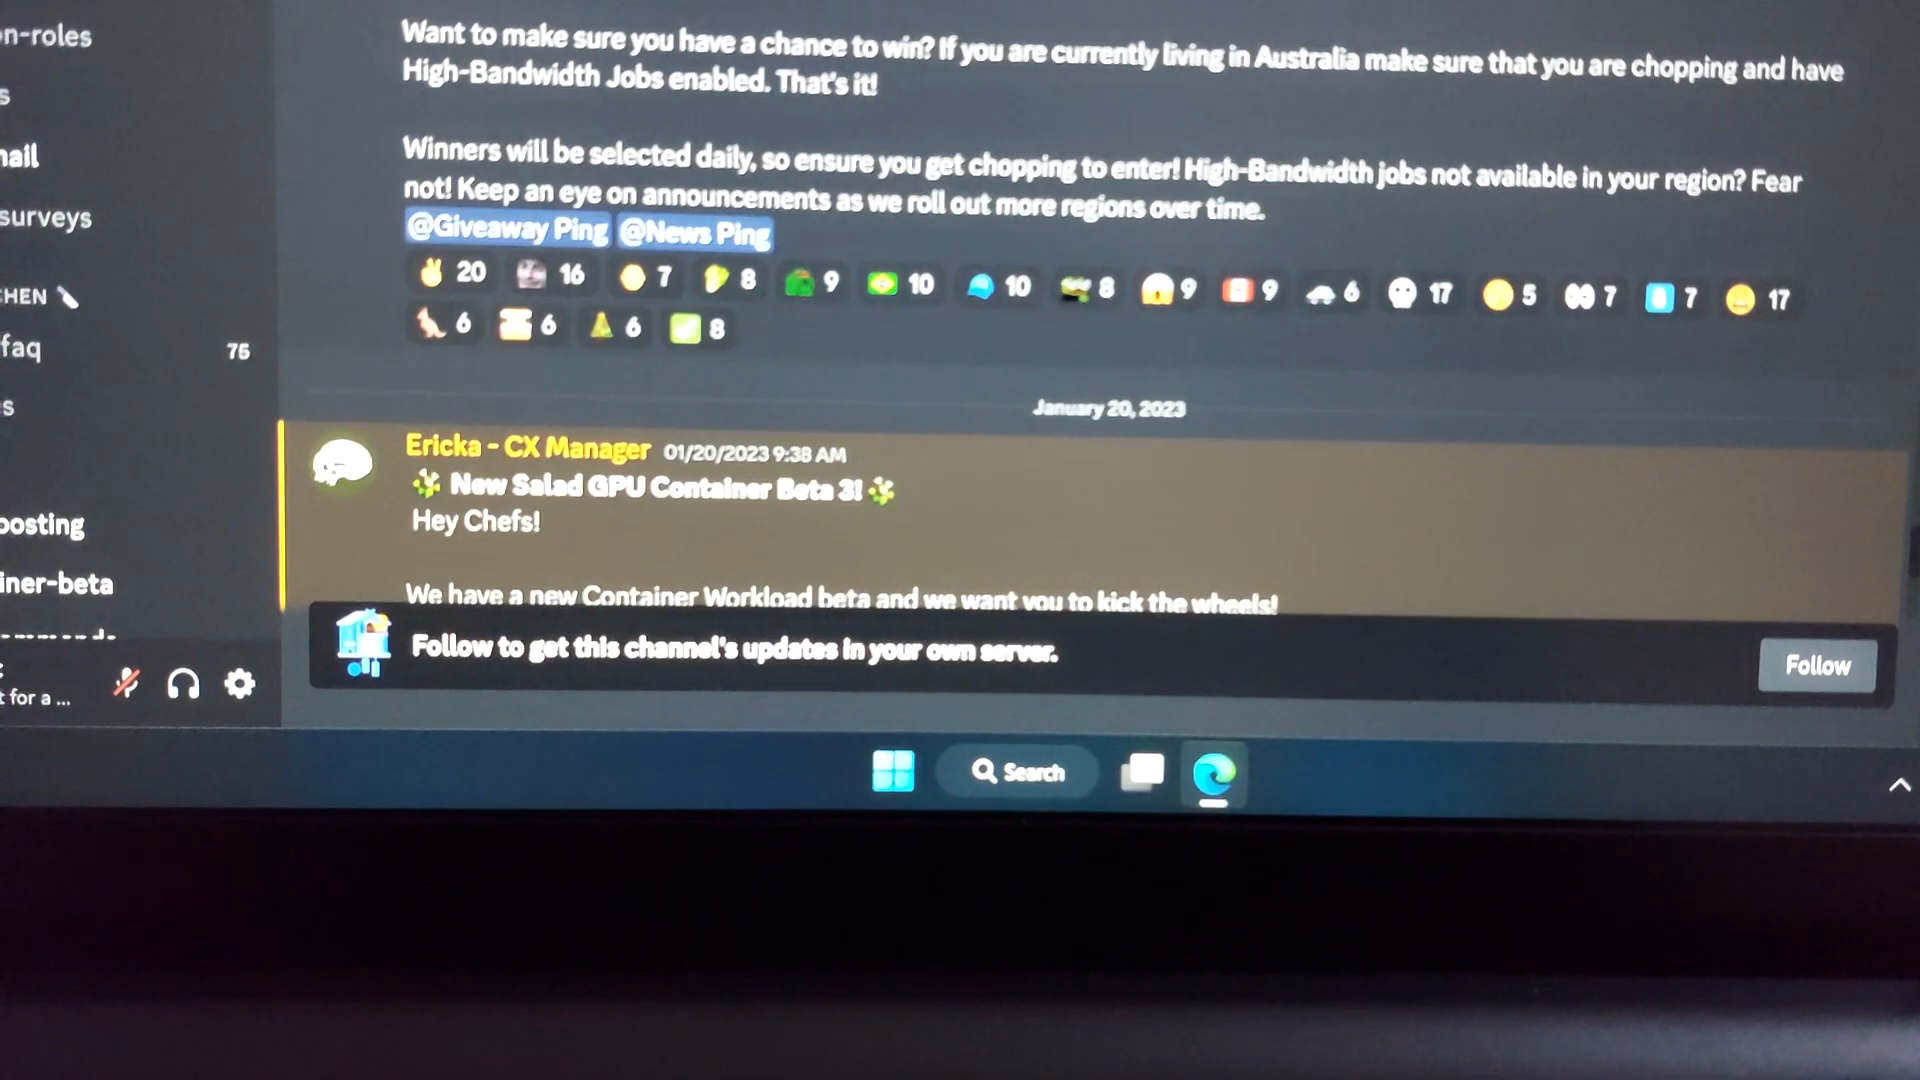 n-roles
s
Want to make sure you have a chance to win? If you are currently living in Australia make sure that you are chopping and have
High-Bandwidth Jobs enabled. That's it!
Winners will be selected daily, so ensure you get chopping to enter! High-Bandwidth jobs not available in your region? Fear
not! Keep an eye on announcements as we roll out more regions over time.
@Giveaway Ping @News Ping
20 16 7 8 9 10 10 8 9 9 6 17 5 7 7 17
6 6 6 8
nail
surveys
HEN
faq 75
s
posting
iner-beta
January 20, 2023
Ericka - CX Manager 01/20/2023 9:38 AM
New Salad GPU Container Beta 3!
Hey Chefs!
We have a new Container Workload beta and we want you to kick the wheels!
Follow to get this channel's updates in your own server. Follow
t for a ...
Search